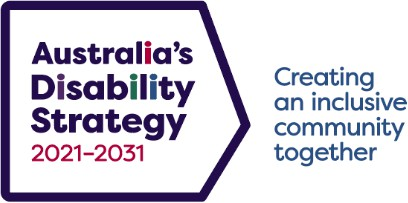 Australia's
Disability
Strategy
2021–2031
Creating
an inclusive
community
together